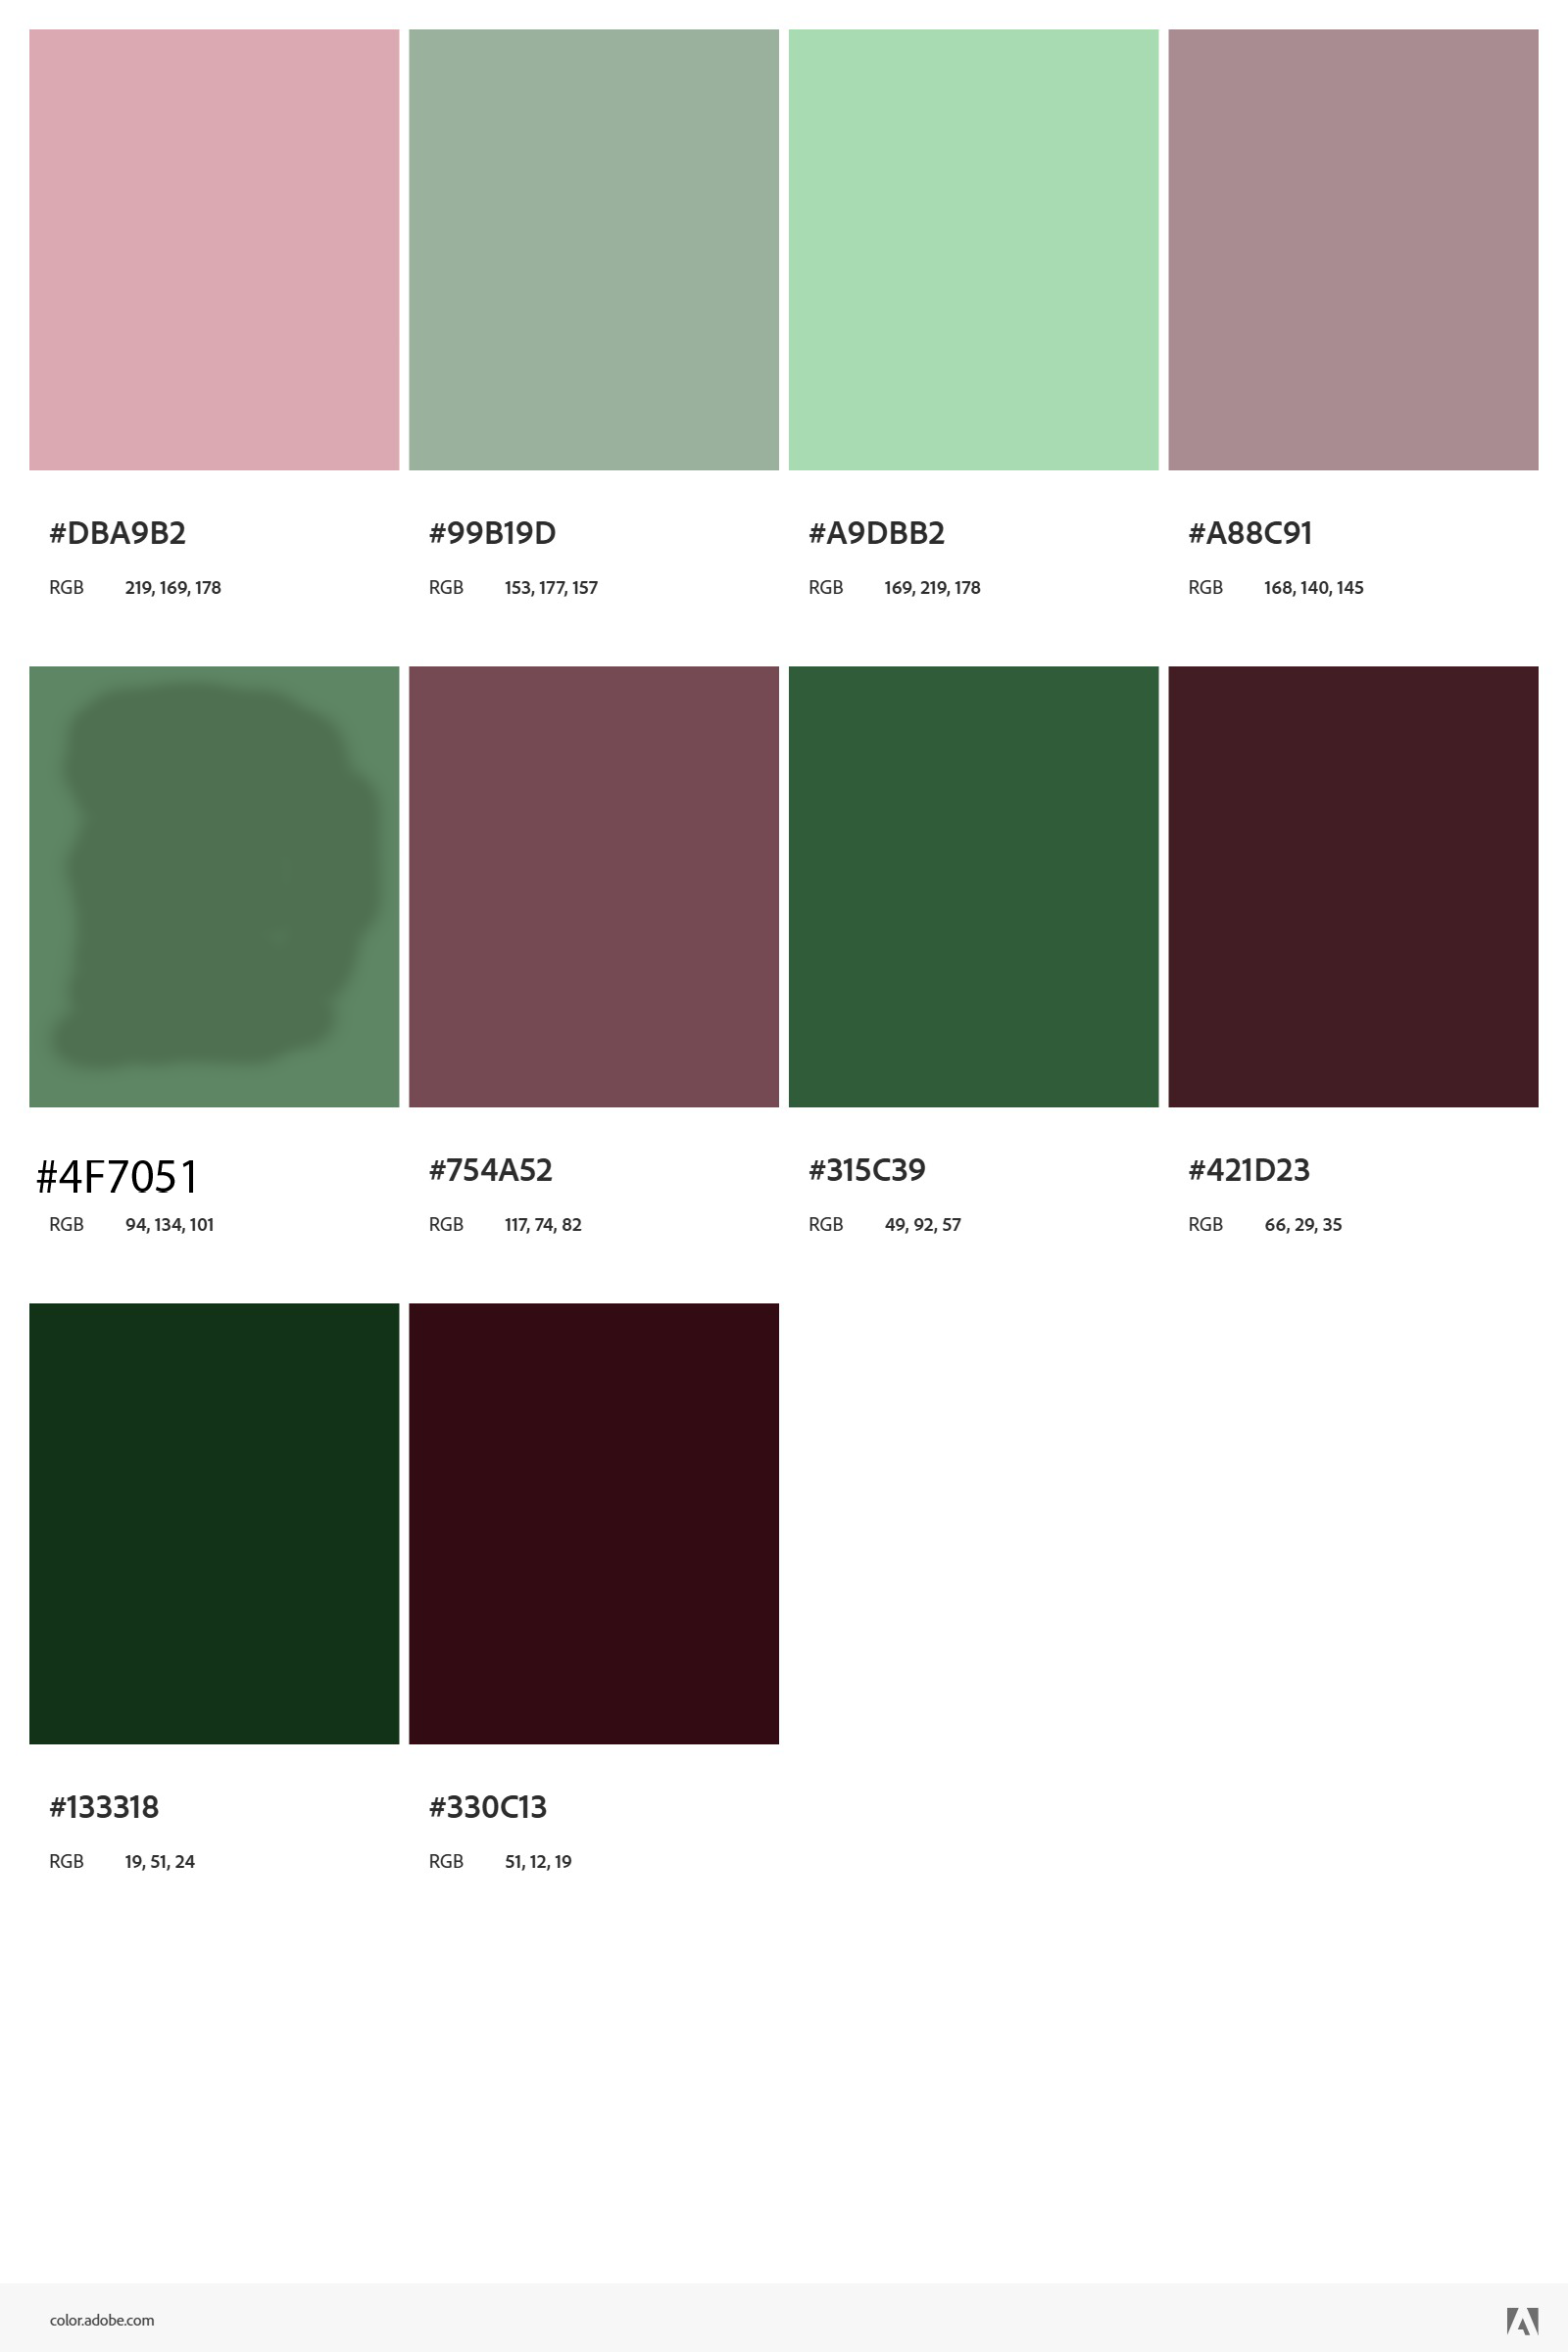 #DBA9B2 #99B19D #A9DBB2 #A88C91
RGB 219, 169, 178 RGB 153, 177, 157 RGB 169, 219, 178 RGB 168, 140, 145
#4F7051 #754A52 #315C39 #421D23
RGB 94, 134, 101 RGB 117, 74, 82 RGB 49, 92, 57 RGB 66, 29, 35
#133318 #330C13
RGB 19, 51, 24 RGB 51, 12, 19
color.adobe.com